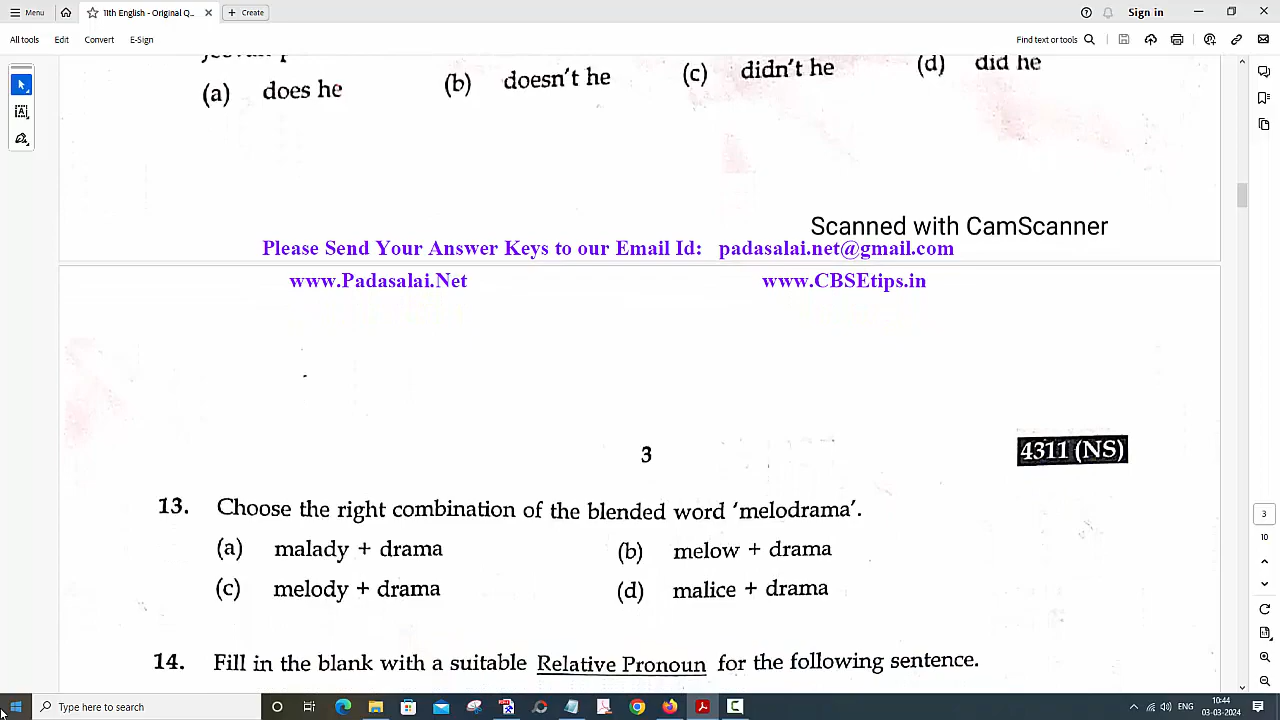 Menu
11th English - Original Q...
Create
Sign in
All tools Edit Convert E-Sign
Find text or tools
(a) does he (b) doesn't he (c) didn't he (d) did he
Scanned with CamScanner
Please Send Your Answer Keys to our Email Id: padasalai.net@gmail.com
www.Padasalai.Net www.CBSEtips.in
3
4311 (NS)
13. Choose the right combination of the blended word 'melodrama'.
(a) malady + drama (b) melow + drama
(c) melody + drama (d) malice + drama
14. Fill in the blank with a suitable Relative Pronoun for the following sentence.
3
10
Type here to search
ENG
10:44
03-03-2024